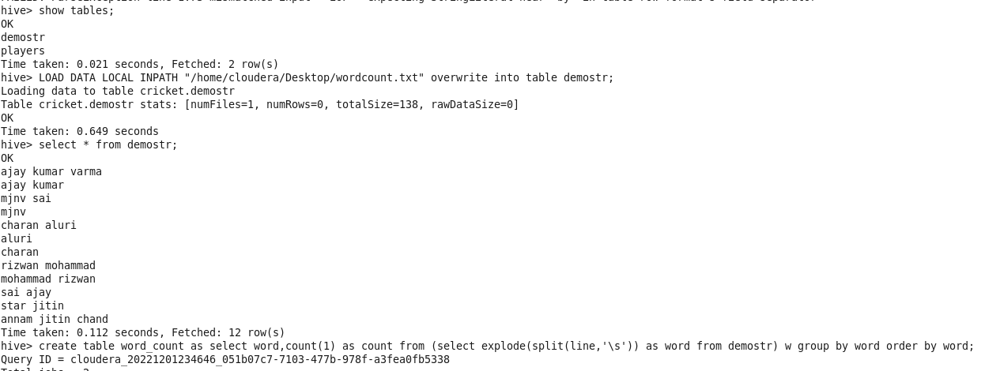 hive> show tables;
OK
demostr
players
Time taken: 0.021 seconds, Fetched: 2 row(s)
hive> LOAD DATA LOCAL INPATH "/home/cloudera/Desktop/wordcount.txt" overwrite into table demostr;
Loading data to table cricket.demostr
Table cricket.demostr stats: [numFiles=1, numRows=0, totalSize=138, rawDataSize=0]
OK
Time taken: 0.649 seconds
hive> select * from demostr;
OK
ajay kumar varma
ajay kumar
mjnv sai
mjnv
charan aluri
aluri
charan
rizwan mohammad
mohammad rizwan
sai ajay
star jitin
annam jitin chand
Time taken: 0.112 seconds, Fetched: 12 row(s)
hive> create table word_count as select word,count(1) as count from (select explode(split(line,'\s')) as word from demostr) w group by word order by word;
Query ID = cloudera_20221201234646_051b07c7-7103-477b-978f-a3fea0fb5338